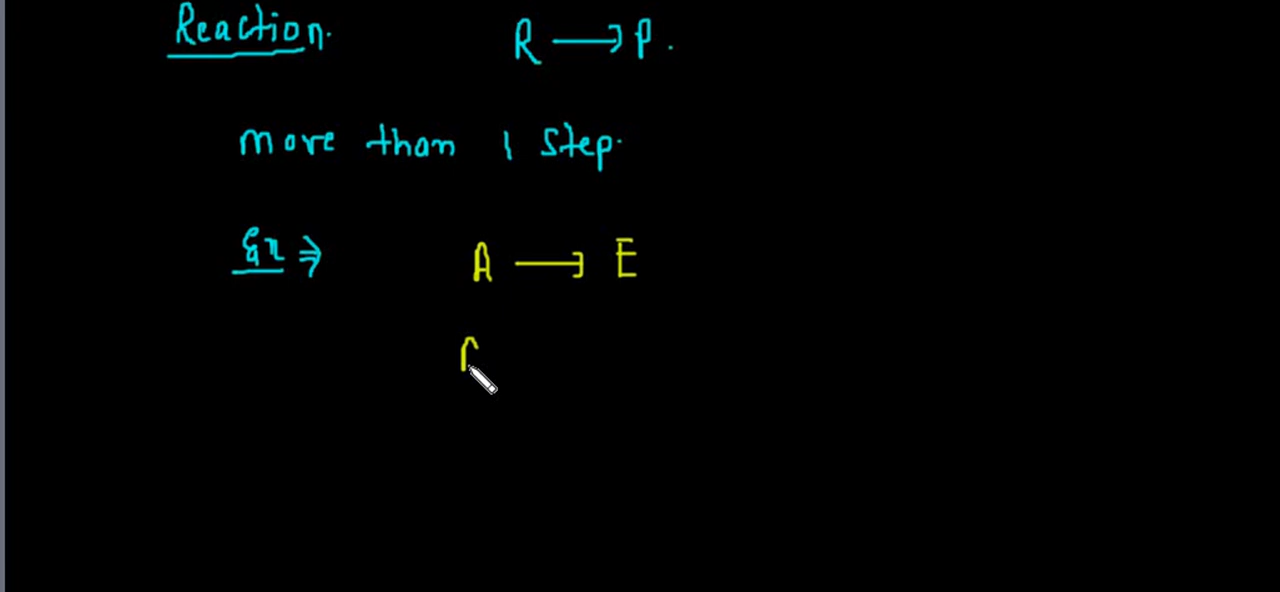 Reaction. R ⟶ P.
more than 1 Step.
Ex ⇒ A ⟶ E